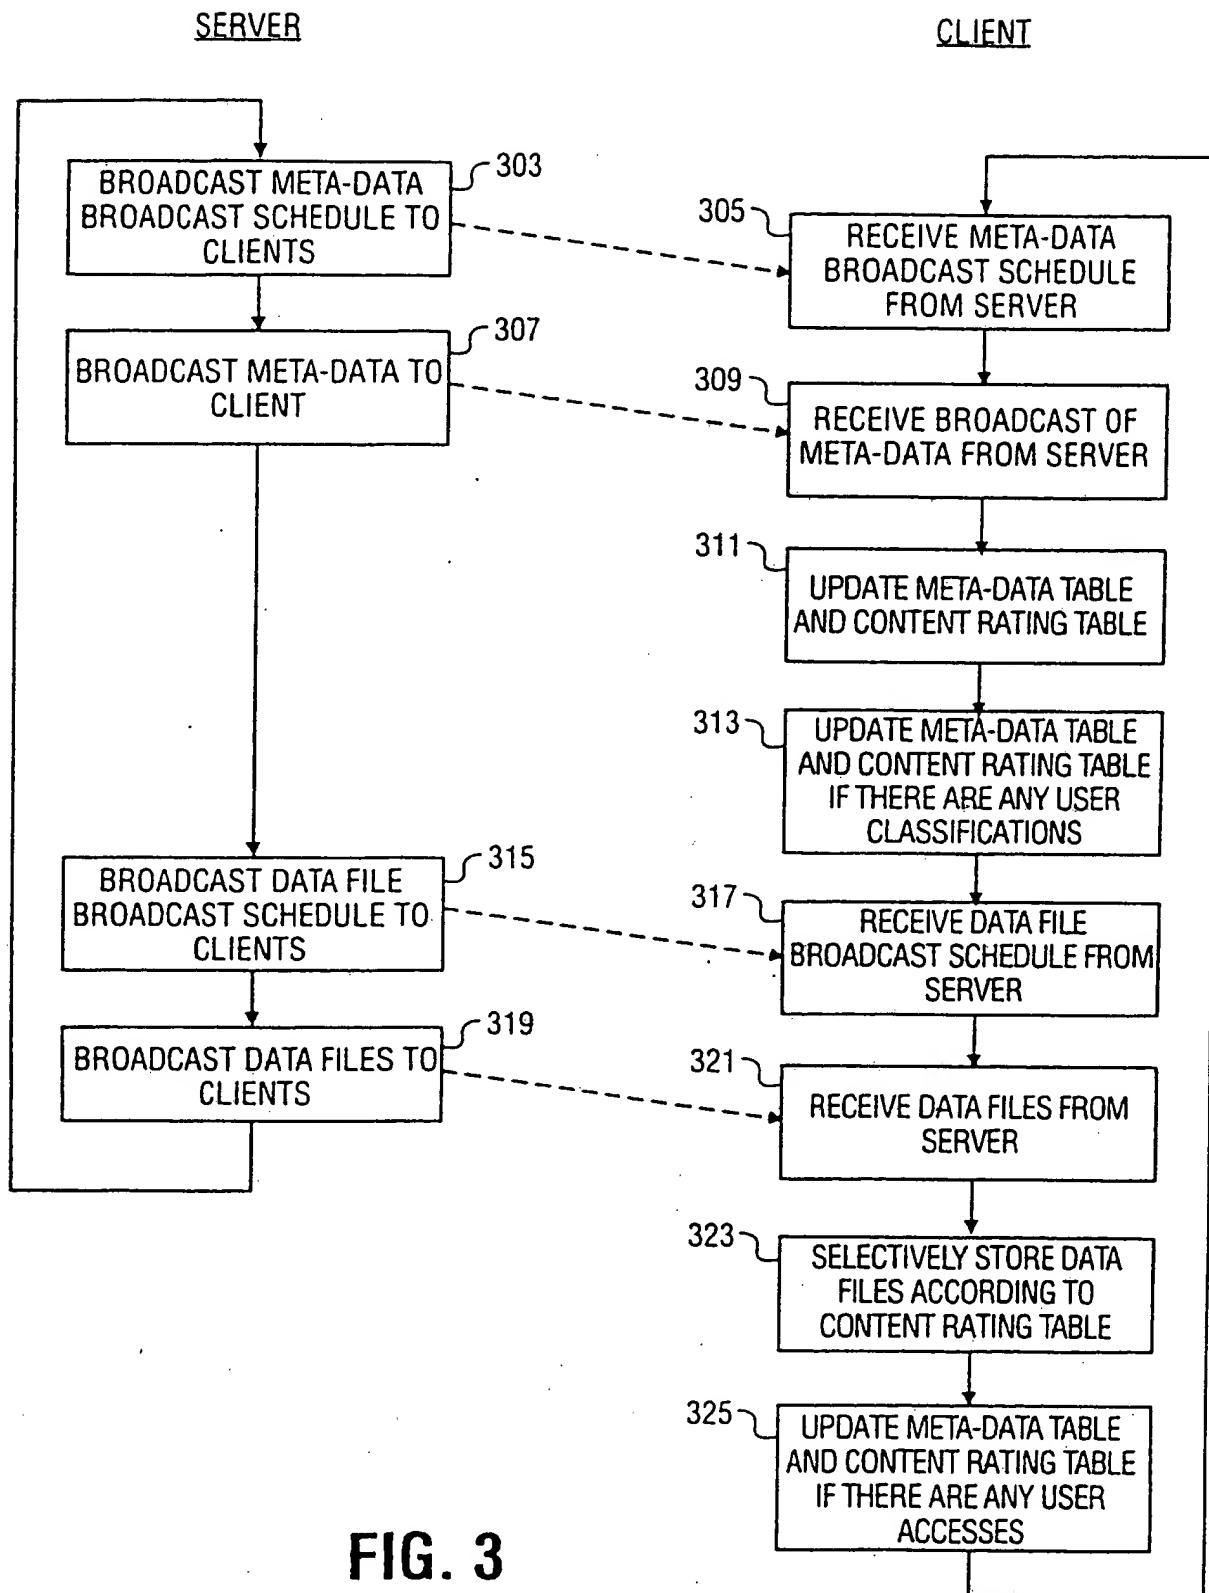 SERVER
BROADCAST META-DATA
BROADCAST SCHEDULE TO
CLIENTS
303
BROADCAST META-DATA TO
CLIENT
307
BROADCAST DATA FILE
BROADCAST SCHEDULE TO
CLIENTS
315
BROADCAST DATA FILES TO
CLIENTS
319
CLIENT
305
RECEIVE META-DATA
BROADCAST SCHEDULE
FROM SERVER
309
RECEIVE BROADCAST OF
META-DATA FROM SERVER
311
UPDATE META-DATA TABLE
AND CONTENT RATING TABLE
313
UPDATE META-DATA TABLE
AND CONTENT RATING TABLE
IF THERE ARE ANY USER
CLASSIFICATIONS
317
RECEIVE DATA FILE
BROADCAST SCHEDULE FROM
SERVER
321
RECEIVE DATA FILES FROM
SERVER
323
SELECTIVELY STORE DATA
FILES ACCORDING TO
CONTENT RATING TABLE
325
UPDATE META-DATA TABLE
AND CONTENT RATING TABLE
IF THERE ARE ANY USER
ACCESSES
FIG. 3